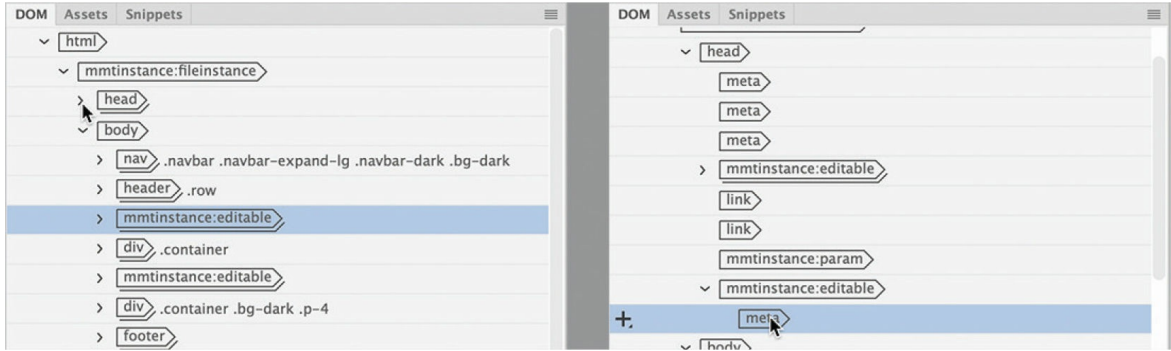 DOM Assets Snippets
html
mmtinstance:fileinstance
head
body
nav .navbar .navbar-expand-lg .navbar-dark .bg-dark
header .row
mmtinstance:editable
div .container
mmtinstance:editable
div .container .bg-dark .p-4
footer
DOM Assets Snippets
head
meta
meta
meta
mmtinstance:editable
link
link
mmtinstance:param
mmtinstance:editable
meta
body